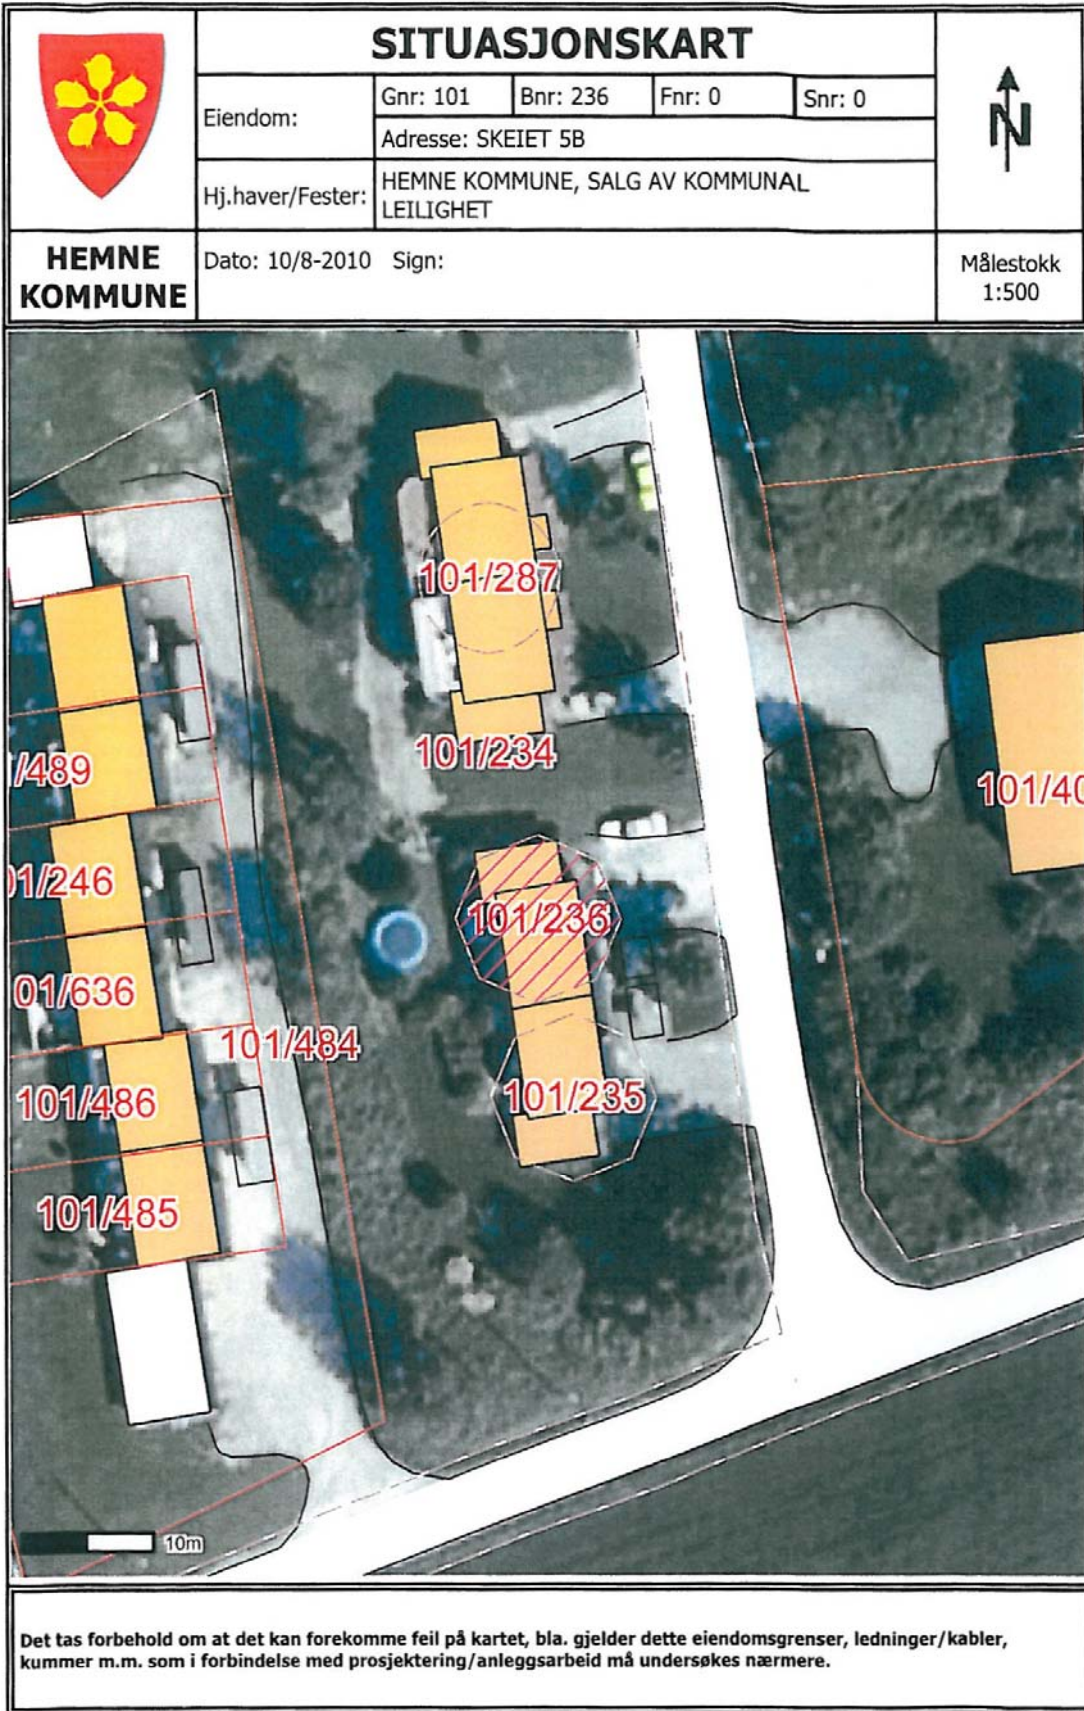 SITUASJONSKART
Eiendom:
Gnr: 101
Bnr: 236
Fnr: 0
Snr: 0
Adresse: SKEIET 5B
Hj.haver/Fester:
HEMNE KOMMUNE, SALG AV KOMMUNAL
LEILIGHET
N
HEMNE
KOMMUNE
Dato: 10/8-2010 Sign:
Målestokk
1:500
101/287
101/234
/489
101/40
01/246
101/236
01/636
101/484
101/486
101/235
101/485
10m
Det tas forbehold om at det kan forekomme feil på kartet, bla. gjelder dette eiendomsgrenser, ledninger/kabler,
kummer m.m. som i forbindelse med prosjektering/anleggsarbeid må undersøkes nærmere.